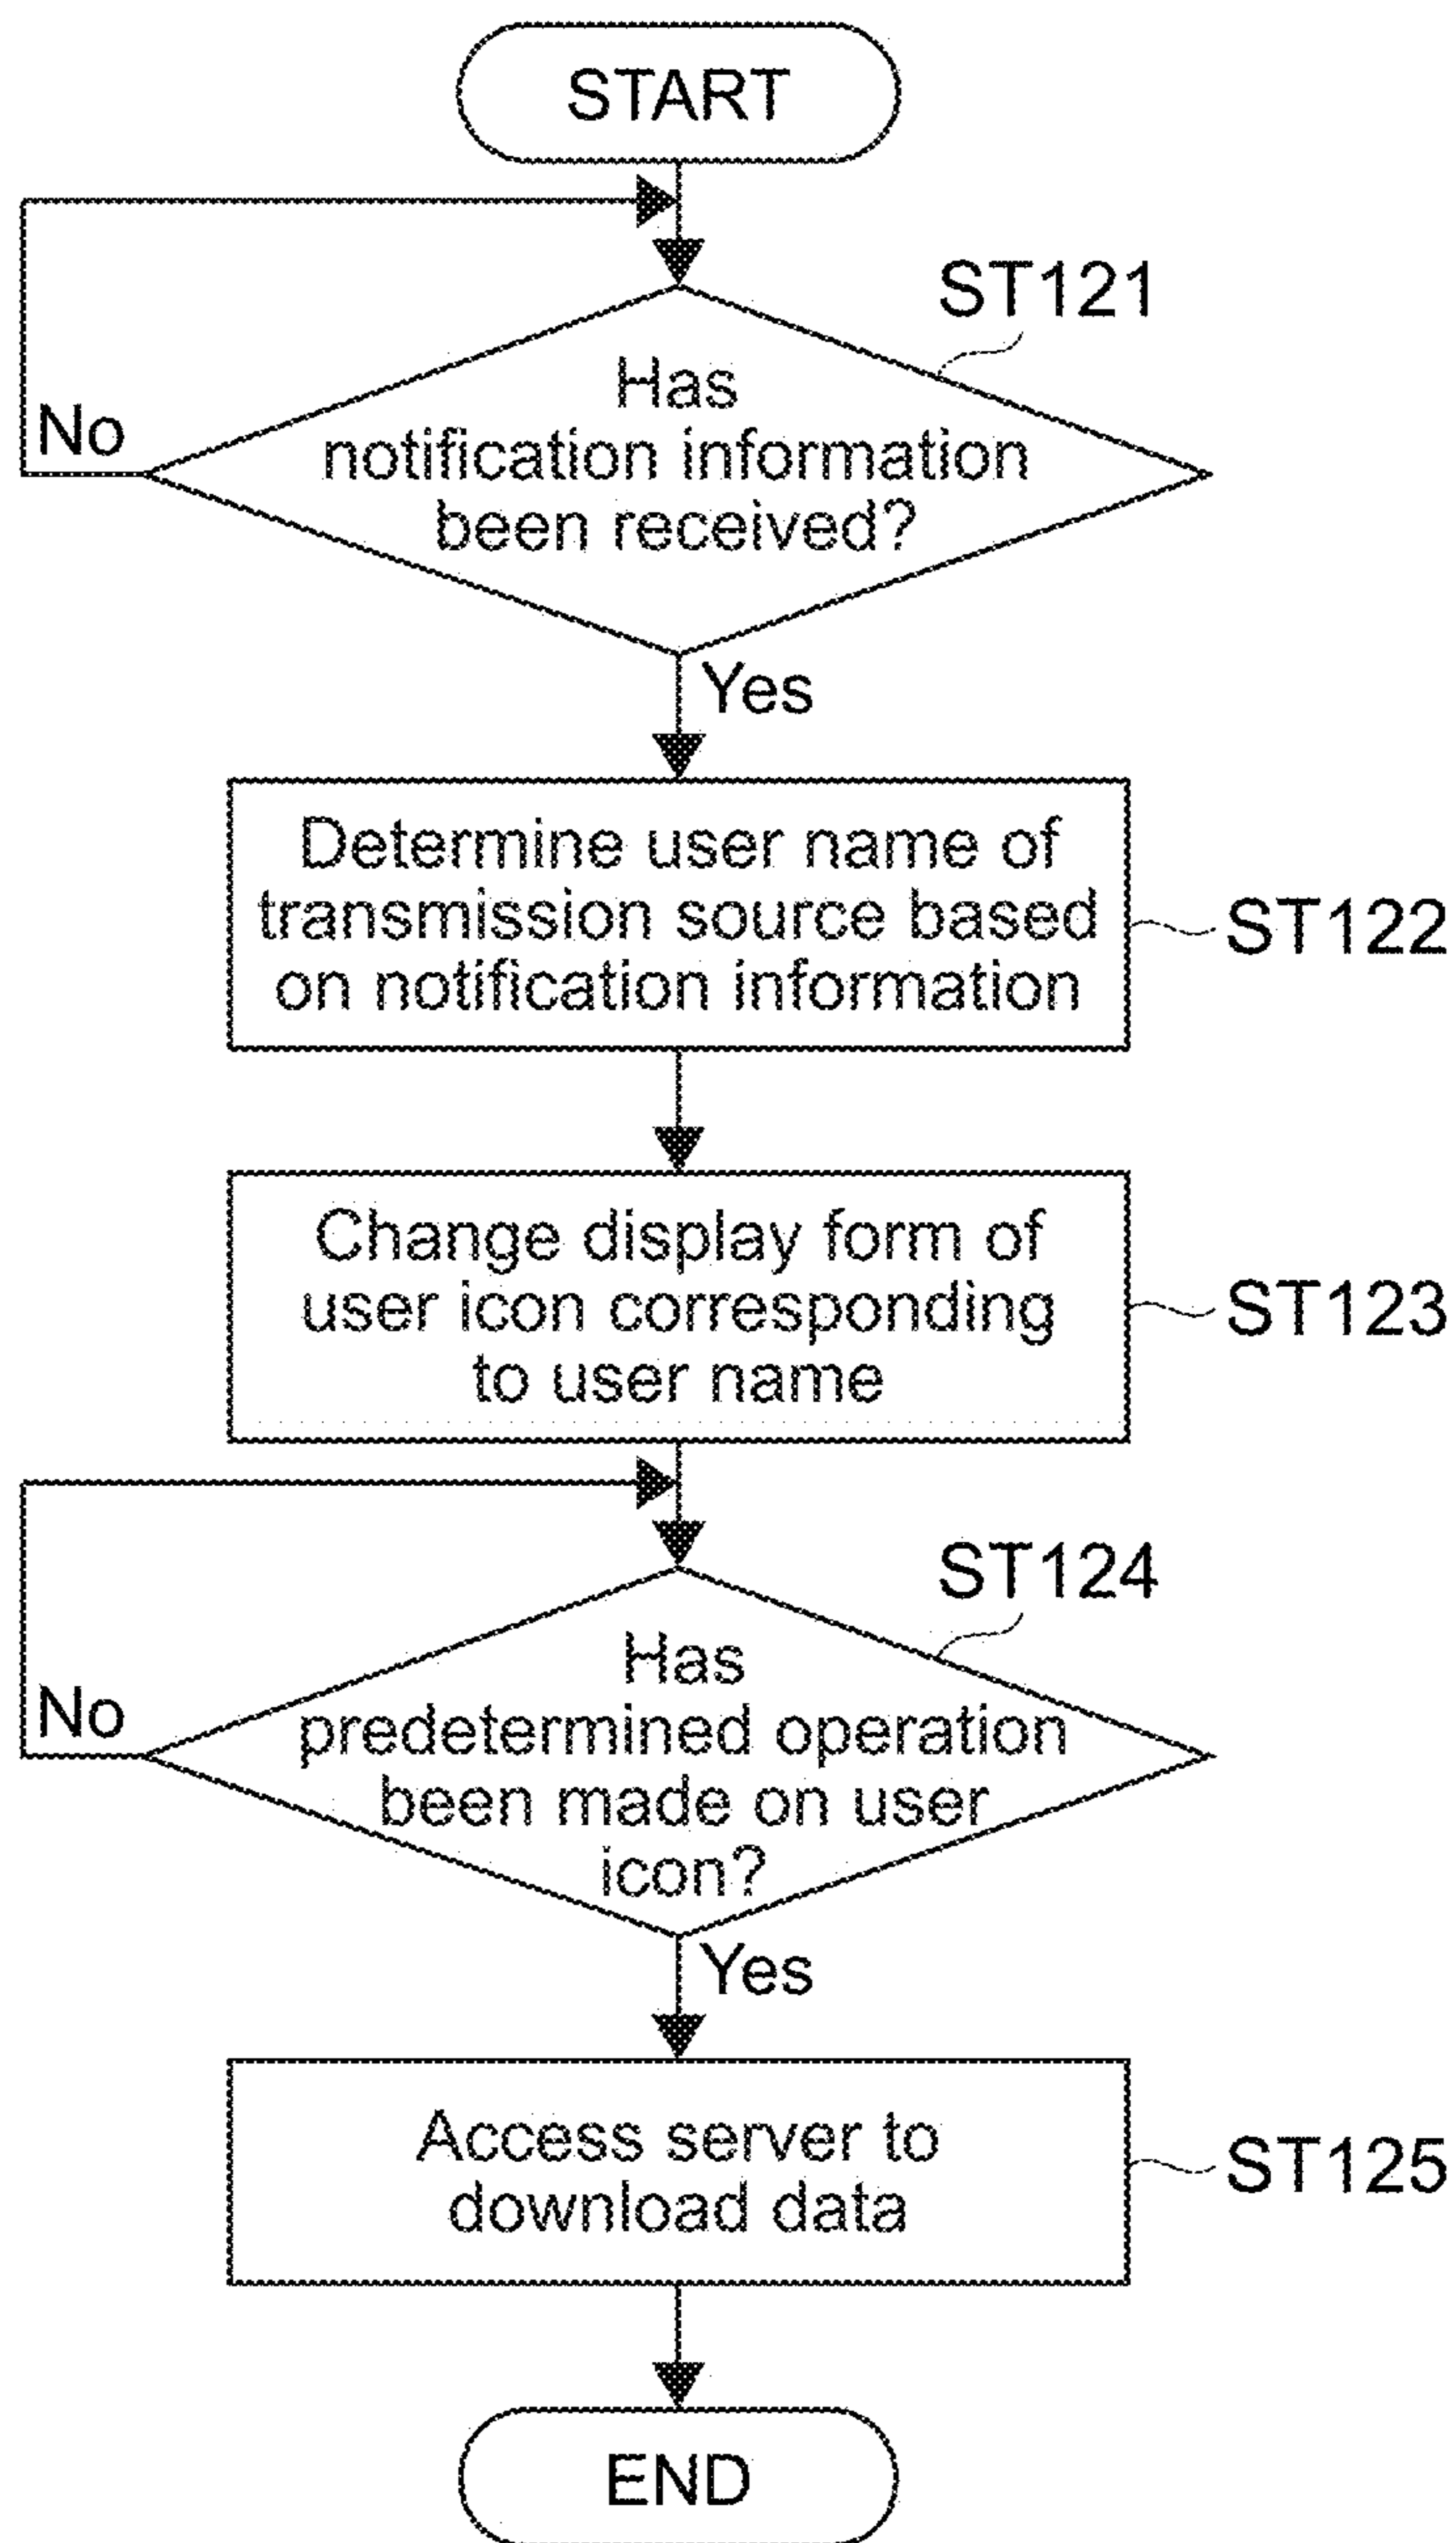 START
ST121
Has
notification information
been received?
No
Yes
Determine user name of
transmission source based
on notification information
ST122
Change display form of
user icon corresponding
to user name
ST123
ST124
Has
predetermined operation
been made on user
icon?
No
Yes
Access server to
download data
ST125
END